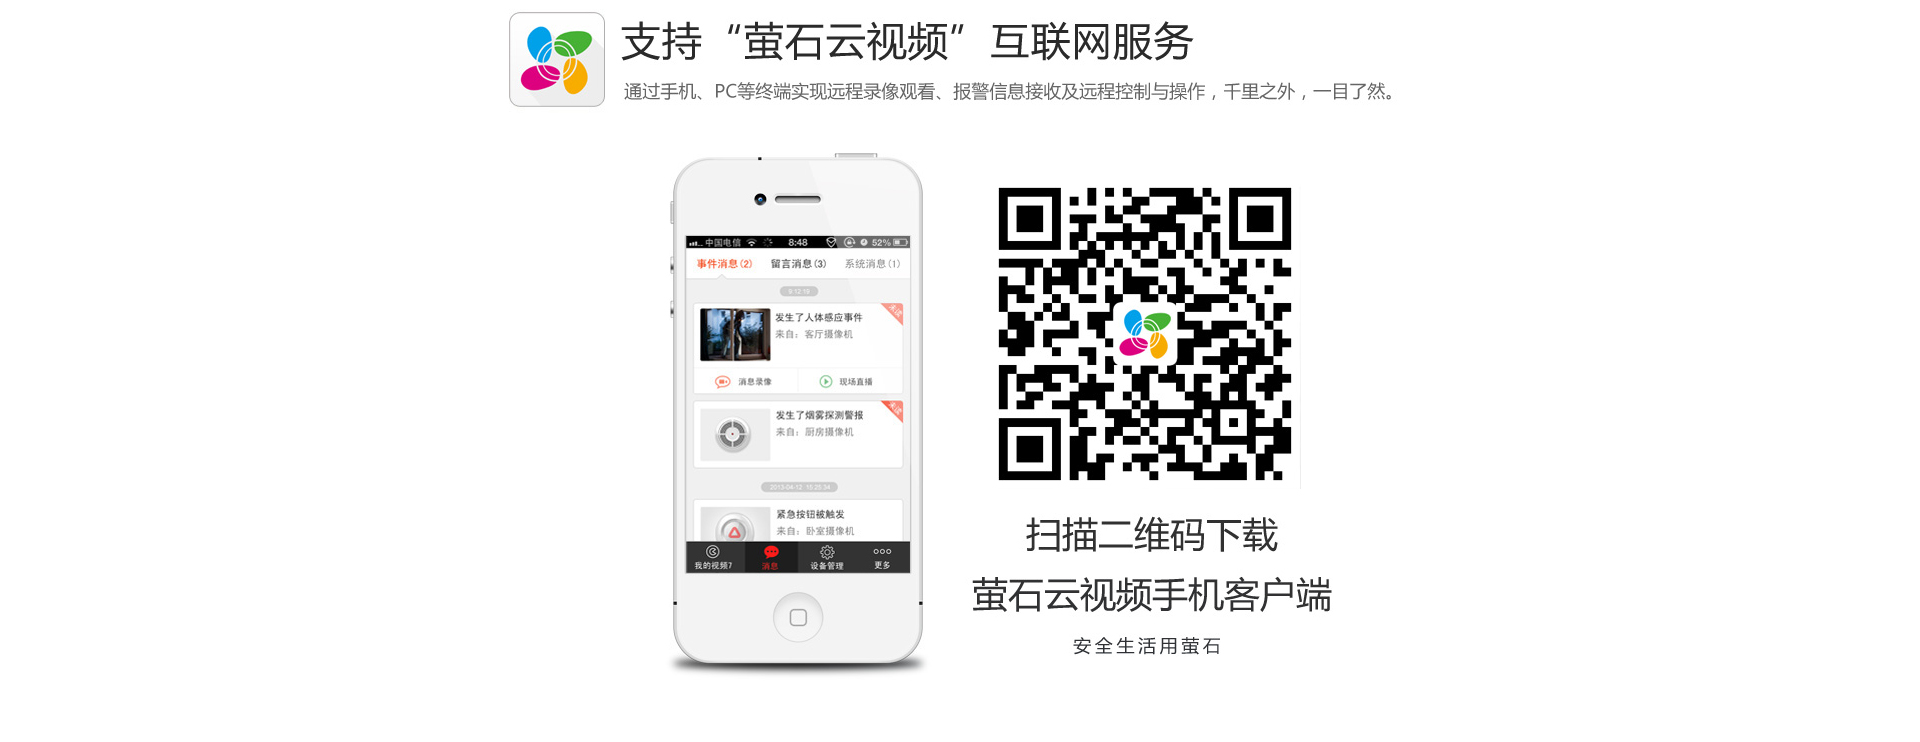 支持“萤石云视频”互联网服务
通过手机、PC等终端实现远程录像观看、报警信息接收及远程控制与操作，千里之外，一目了然。
中国电信 8:48 52%
事件消息(2) 留言消息(3) 系统消息(1)
未读
发生了人体感应事件
来自：客厅摄像机
消息录像 现场直播
未读
发生了烟雾探测警报
来自：厨房摄像机
紧急按钮被触发
来自：卧室摄像机
我的视频7 消息 设备管理 更多
扫描二维码下载
萤石云视频手机客户端
安全生活用萤石